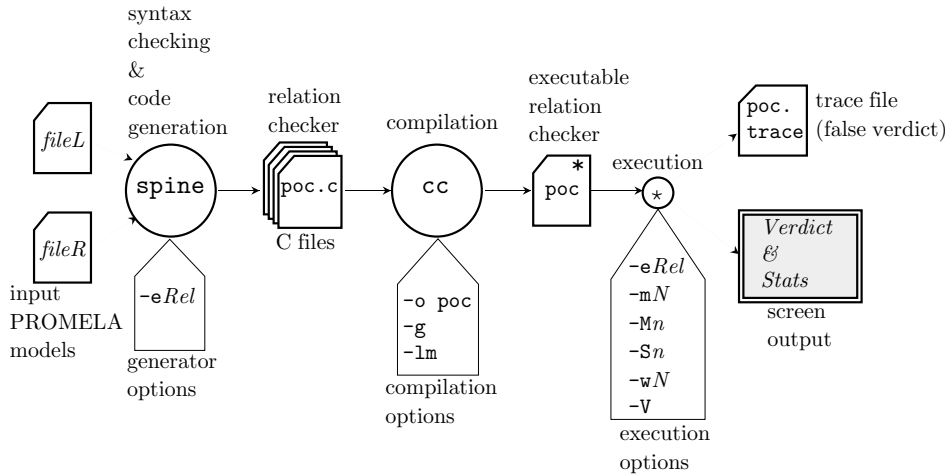 syntax
checking
&
code
generation
fileL
fileR
input
PROMELA
models
spine
-eRel
generator
options
relation
checker
poc.c
C files
compilation
cc
-o poc
-g
-lm
compilation
options
executable
relation
checker
*
poc
execution
*
-eRel
-mN
-Mn
-Sn
-wN
-V
execution
options
poc.
trace
trace file
(false verdict)
Verdict
&
Stats
screen
output